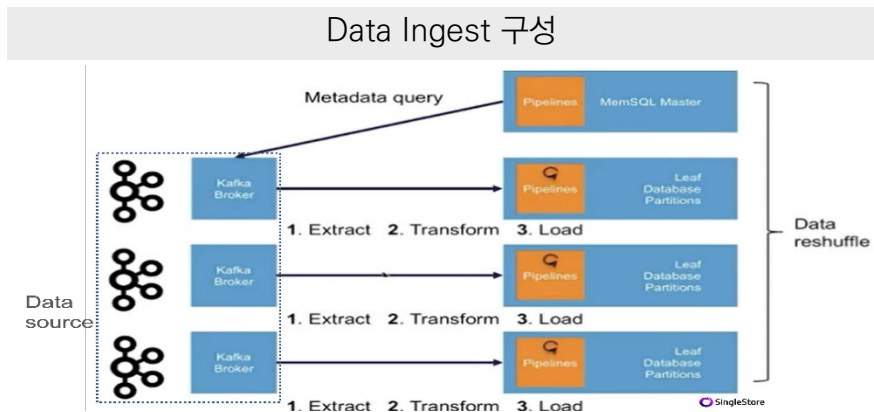 Data Ingest 구성
Metadata query
Pipelines
MemSQL Master
Kafka
Broker
Pipelines
Leaf
Database
Partitions
1. Extract 2. Transform 3. Load
Data
reshuffle
Kafka
Broker
Pipelines
Leaf
Database
Partitions
Data
source
1. Extract 2. Transform 3. Load
Kafka
Broker
Pipelines
Leaf
Database
Partitions
SingleStore
1. Extract 2. Transform 3. Load